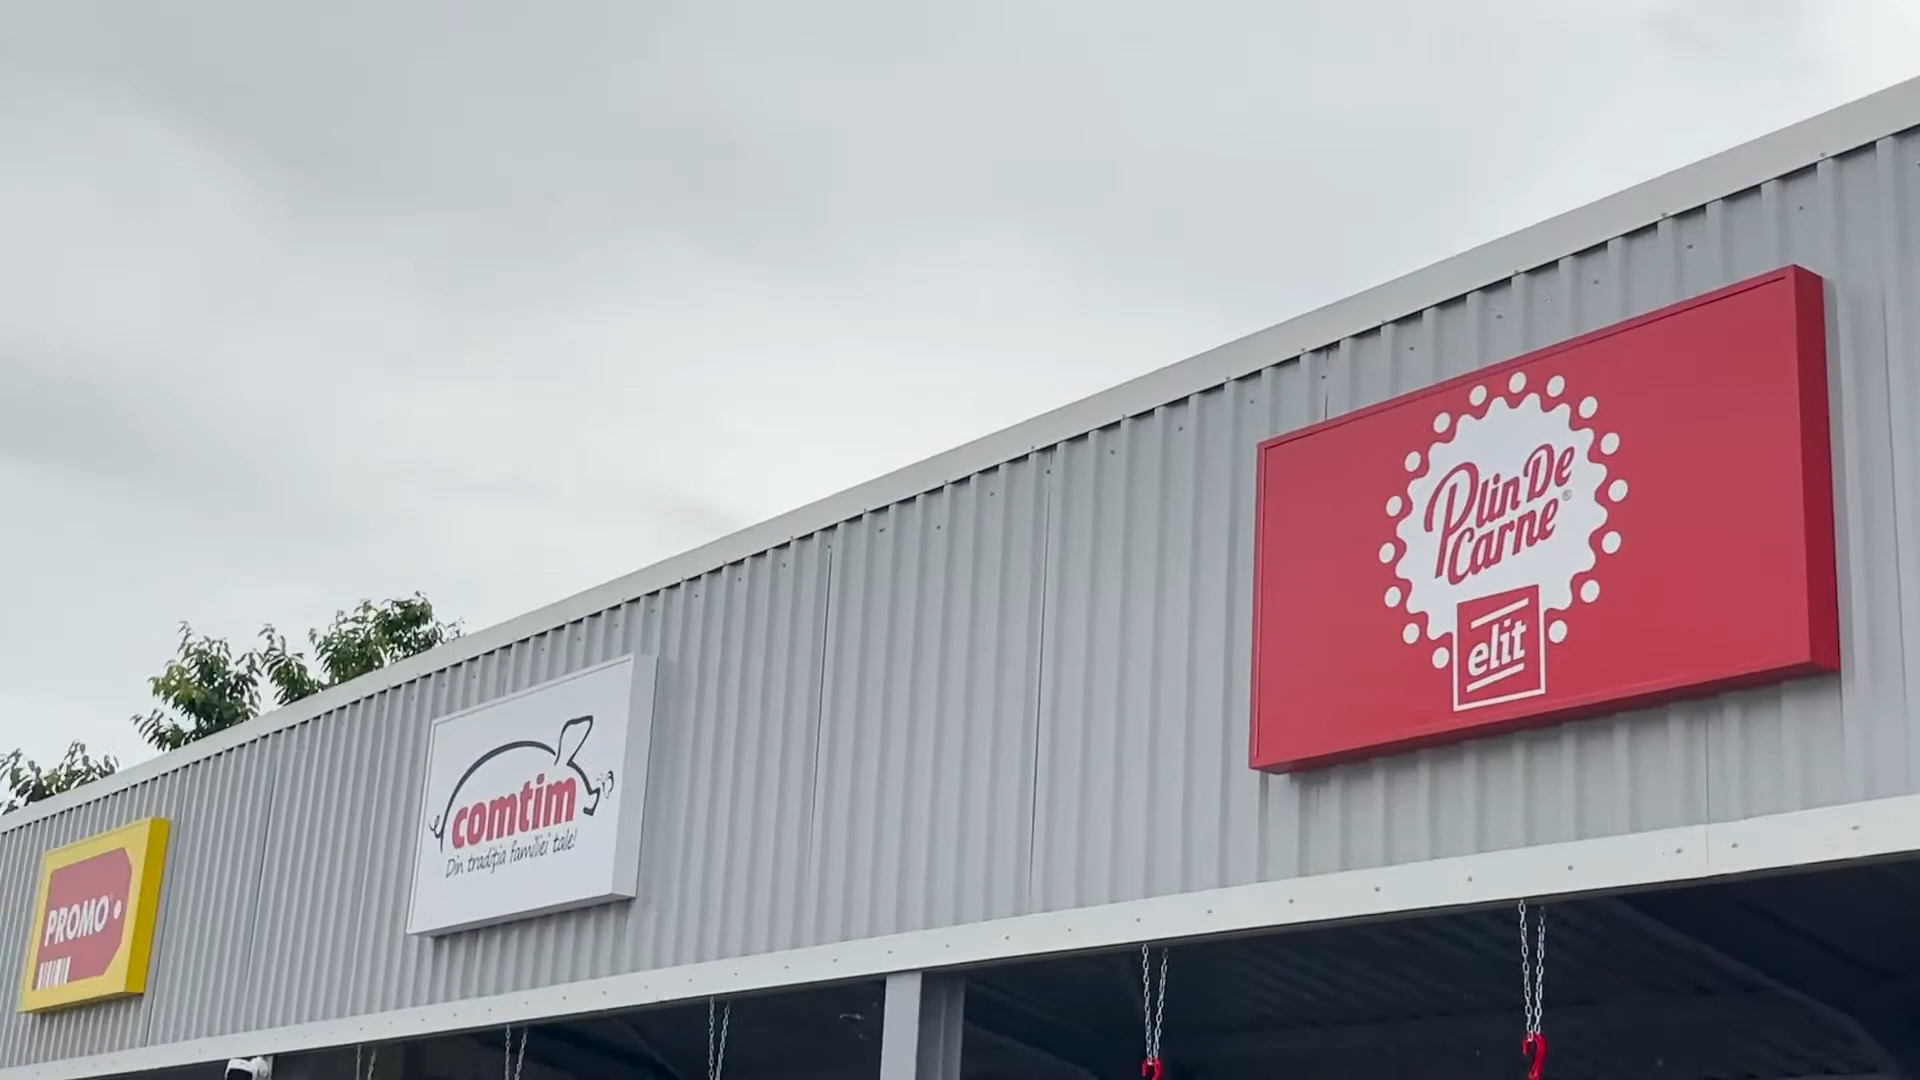 PROMO
comtim
Din tradiția familiei tale!
Plin De
Carne®
elit